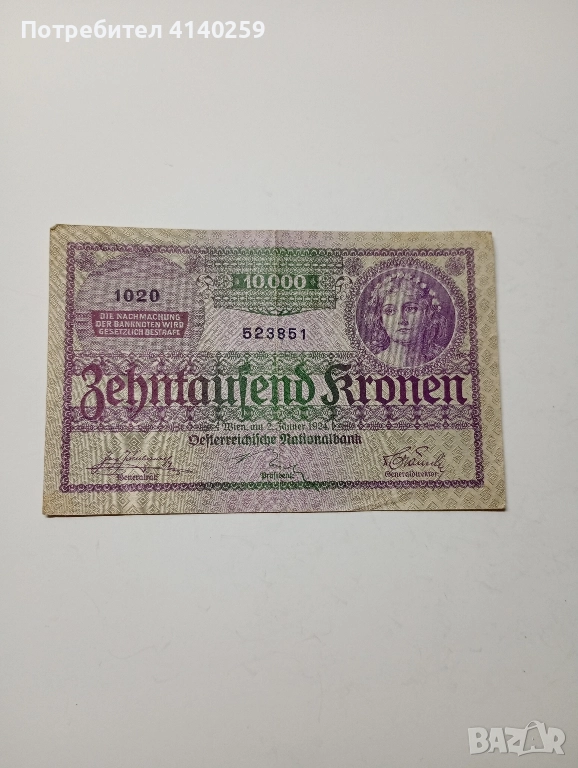 Потребител 4140259
10.000
1020
DIE NACHMACHUNG
DER BANKNOTEN WIRD
GESETZLICH BESTRAFT
523851
Zehntausend Kronen
Wien, am 2. Jänner 1924.
Oesterreichische Nationalbank
Generalrat
Präsident
Generaldirektor
BAZAR